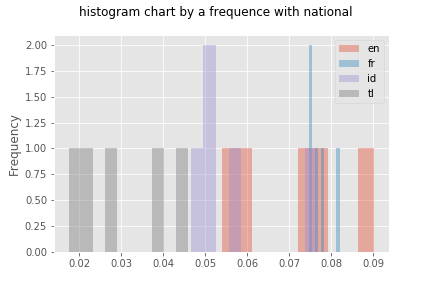 histogram chart by a frequence with national
en
fr
id
tl
Frequency
2.00
1.75
1.50
1.25
1.00
0.75
0.50
0.25
0.00
0.02 0.03 0.04 0.05 0.06 0.07 0.08 0.09